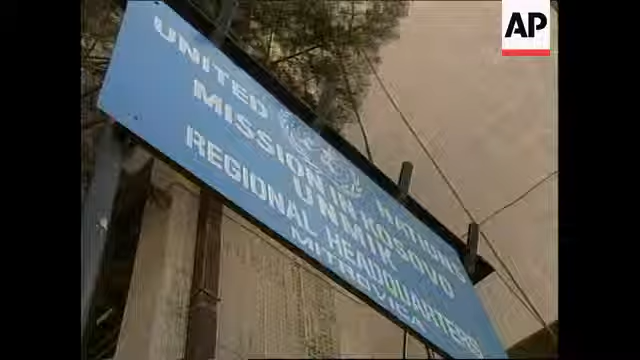 AP
UNITED NATIONS
MISSION IN KOSOVO
UNMIK
REGIONAL HEADQUARTERS
MITROVICA